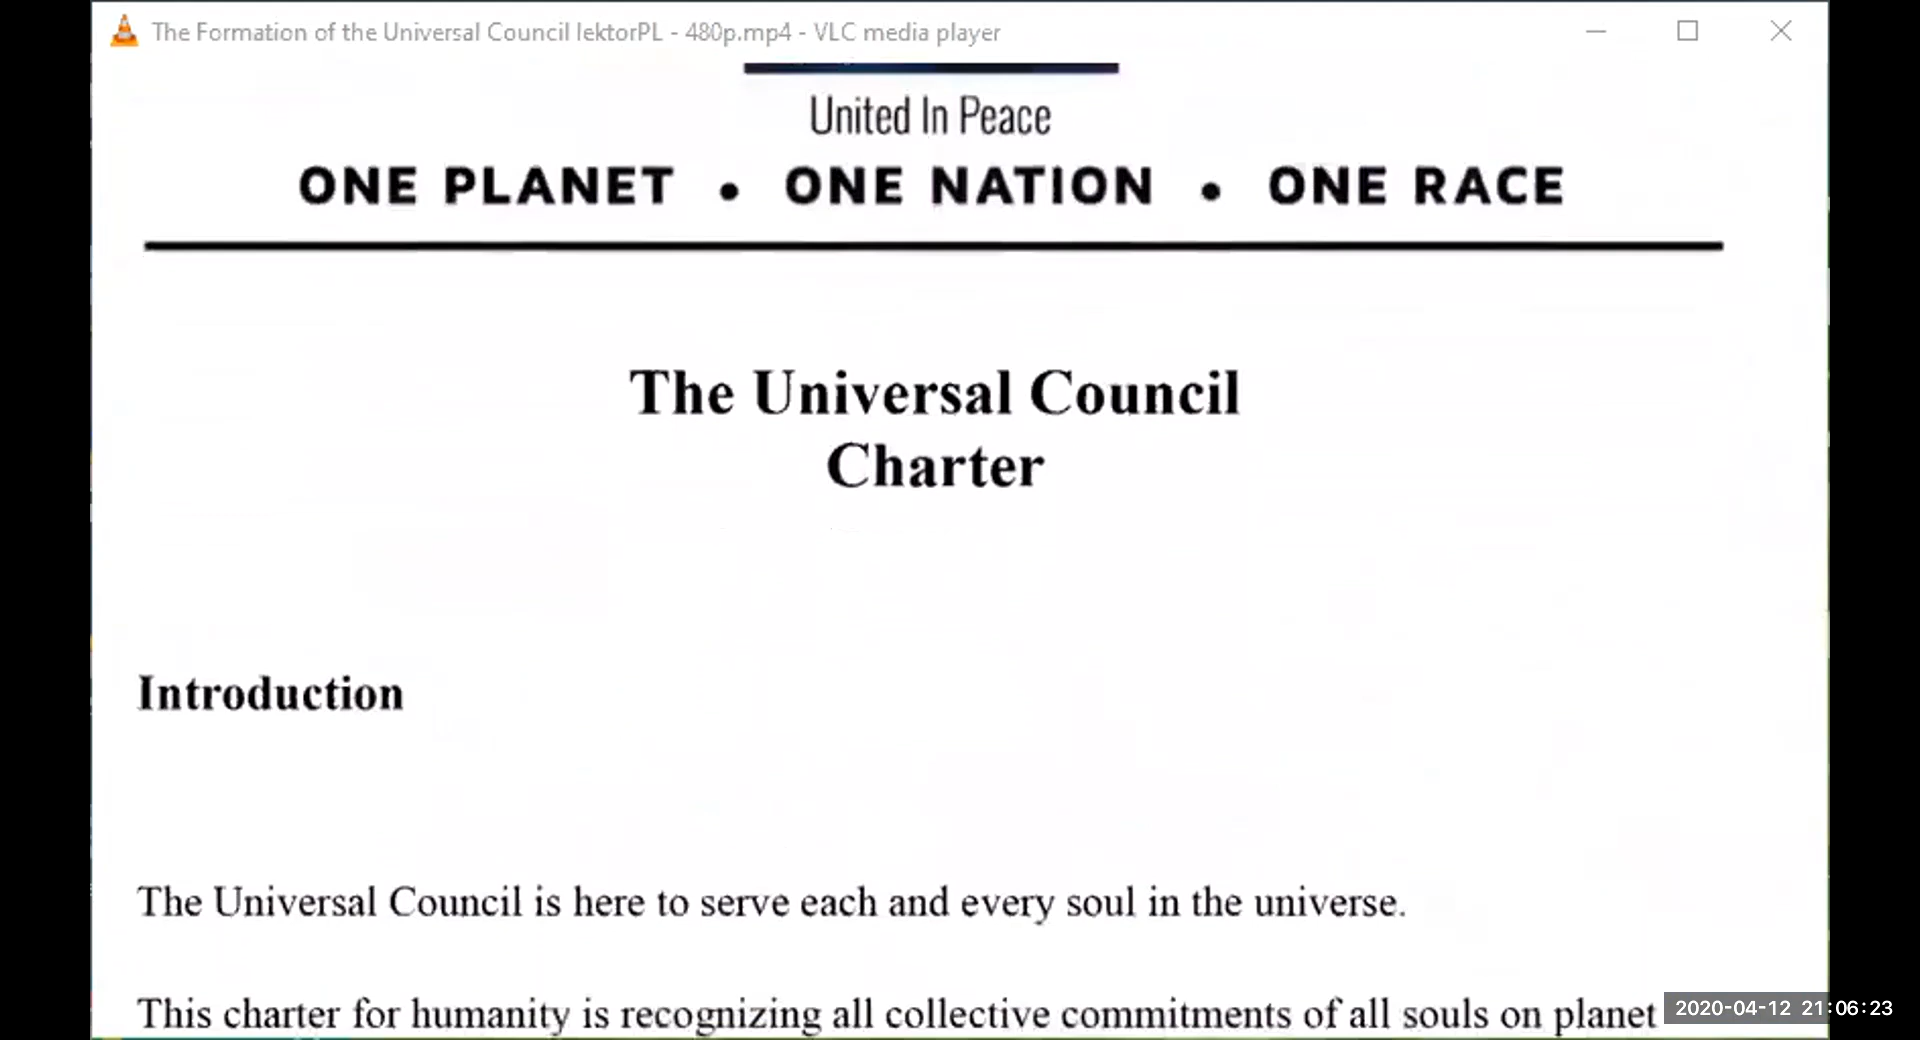 The Formation of the Universal Council lektorPL - 480p.mp4 - VLC media player
United In Peace
ONE PLANET • ONE NATION • ONE RACE
The Universal Council
Charter
Introduction
The Universal Council is here to serve each and every soul in the universe.
This charter for humanity is recognizing all collective commitments of all souls on planet
2020-04-12 21:06:23